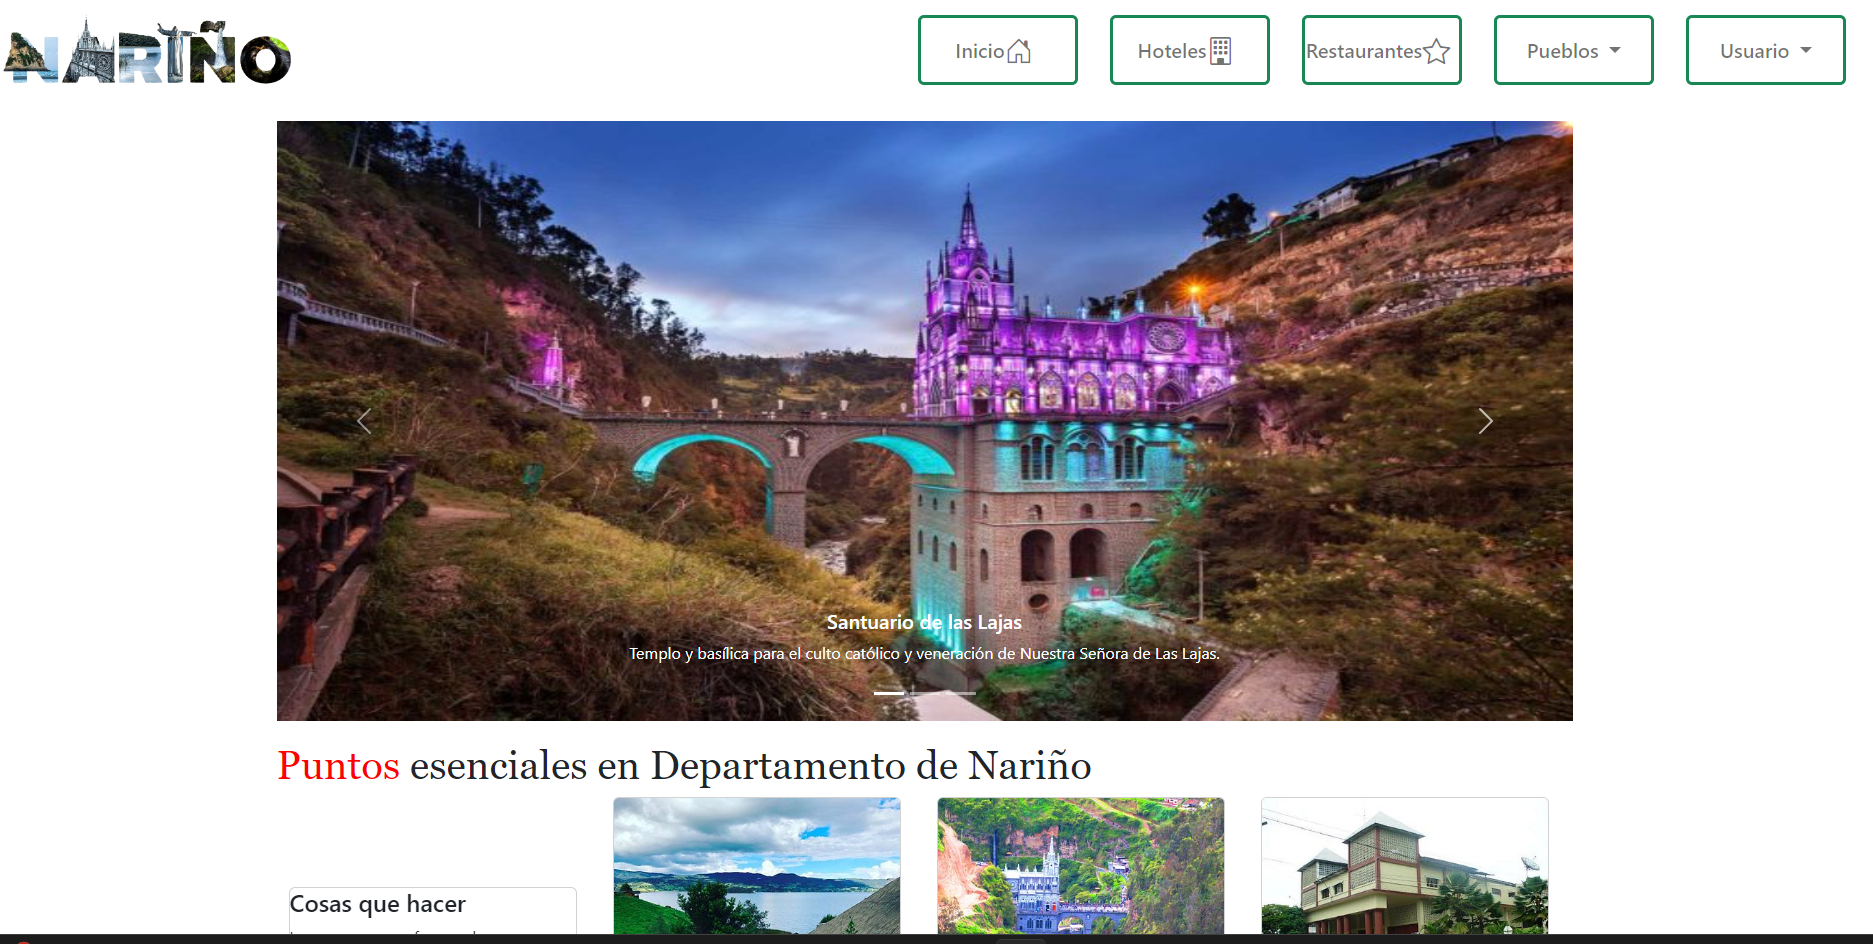 NARIÑO
Inicio
Hoteles
Restaurantes
Pueblos
Usuario
Santuario de las Lajas
Templo y basílica para el culto católico y veneración de Nuestra Señora de Las Lajas.
Puntos esenciales en Departamento de Nariño
Cosas que hacer